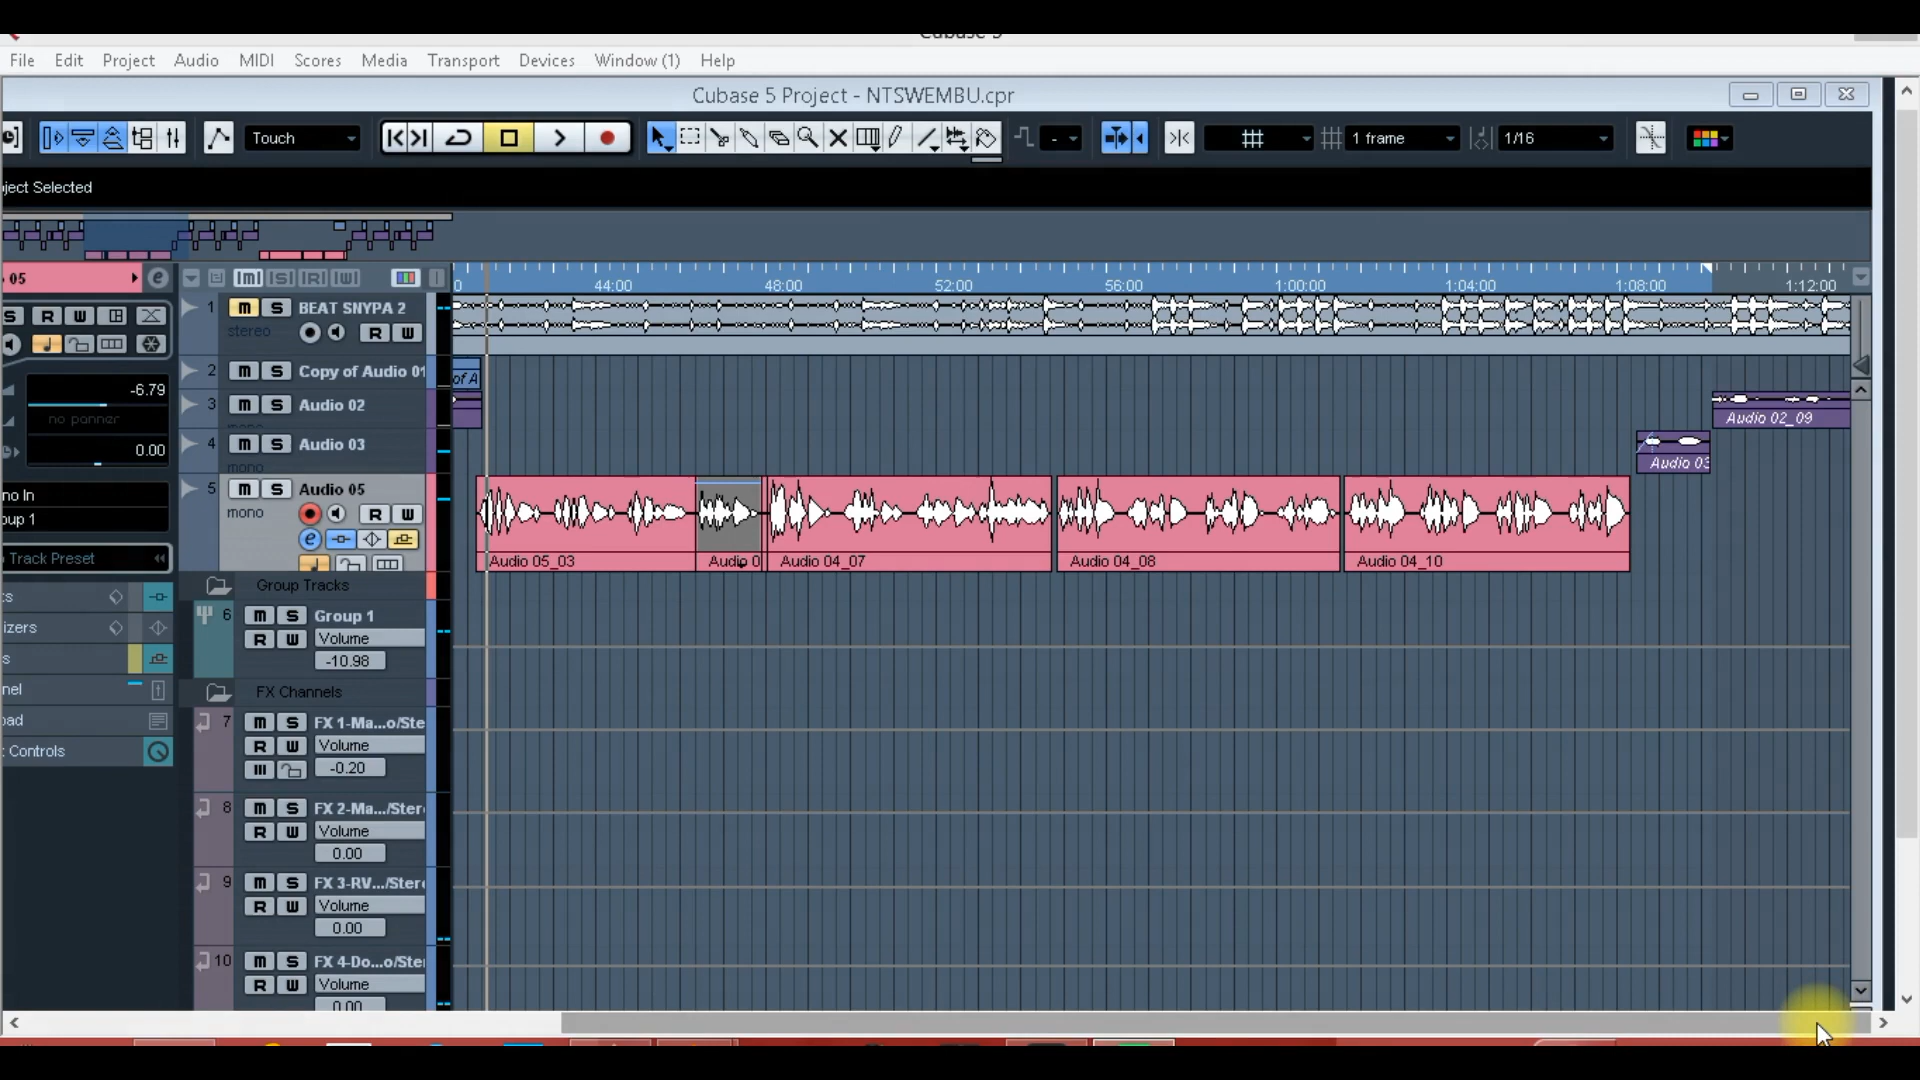 Cubase 5
File Edit Project Audio MIDI Scores Media Transport Devices Window (1) Help
Cubase 5 Project - NTSWEMBU.cpr
Touch - 1 frame 1/16
ject Selected
05
44:00 48:00 52:00 56:00 1:00:00 1:04:00 1:08:00 1:12:00
1 m S BEAT SNYPA 2
stereo R W
2 m S Copy of Audio 01
of A
3 m S Audio 02
Audio 02_09
4 m S Audio 03
mono
Audio 03
5 m S Audio 05
mono R W
Audio 05_03 Audio 0 Audio 04_07 Audio 04_08 Audio 04_10
S R W
-6.79
no panner
0.00
no In
oup 1
Track Preset
ts
izers
s
nel
pad
: Controls
Group Tracks
6 m S Group 1
R W Volume
-10.98
FX Channels
7 m S FX 1-Ma...o/Ste
R W Volume
-0.20
8 m S FX 2-Ma.../Ster
R W Volume
0.00
9 m S FX 3-RV.../Stere
R W Volume
0.00
10 m S FX 4-Do...o/Ste
R W Volume
0.00